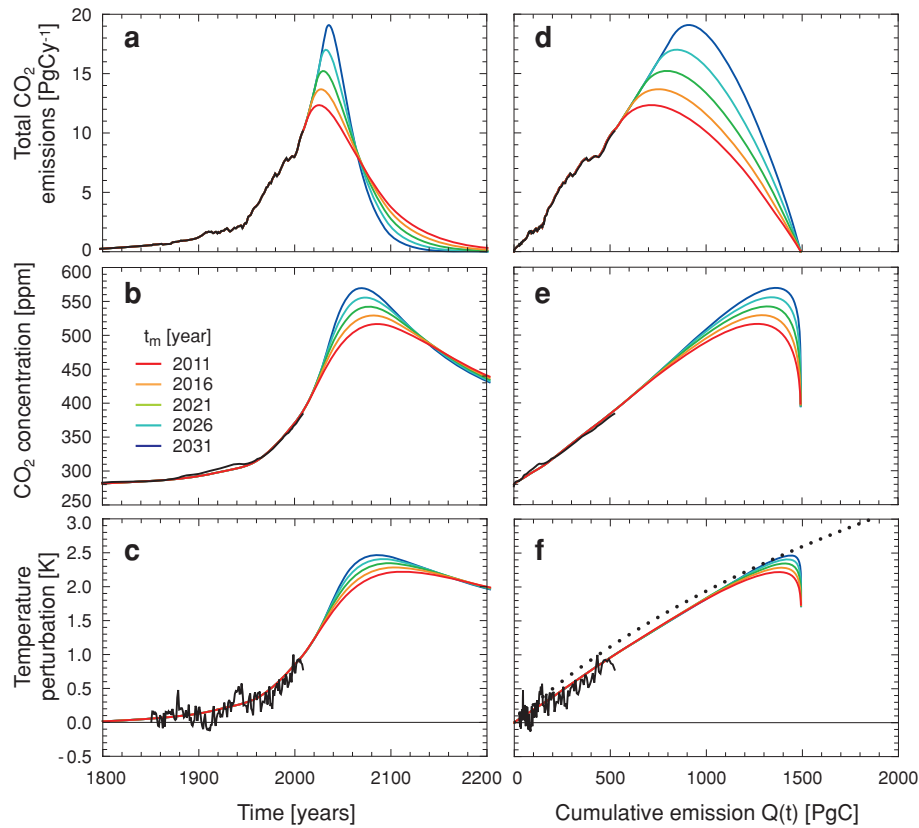 a
Total CO2
emissions [PgCy-1]
20
15
10
5
0
d
b
CO2 concentration [ppm]
600
550
500
450
400
350
300
250
tm [year]
2011
2016
2021
2026
2031
e
c
Temperature
perturbation [K]
3.0
2.5
2.0
1.5
1.0
0.5
0.0
-0.5
f
1800
1900
2000
2100
2200
Time [years]
0
500
1000
1500
2000
Cumulative emission Q(t) [PgC]